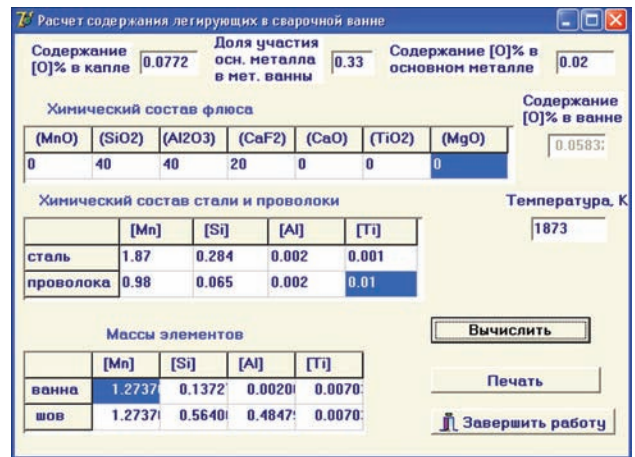 Расчет содержания легирующих в сварочной ванне
Содержание [O]% в капле 0.0772
Доля участия осн. металла в мет. ванны 0.33
Содержание [O]% в основном металле 0.02
Химический состав флюса
Содержание [O]% в ванне
(MnO) (SiO2) (Al2O3) (CaF2) (CaO) (TiO2) (MgO)
0 40 40 20 0 0 0
Химический состав стали и проволоки
Температура, К
1873
[Mn] [Si] [Al] [Ti]
сталь 1.87 0.284 0.002 0.001
проволока 0.98 0.065 0.002 0.01
Вычислить
Массы элементов
[Mn] [Si] [Al] [Ti]
ванна 1.2737 0.1372 0.0020 0.0070
шов 1.2737 0.5640 0.4847 0.0070
Печать
Завершить работу